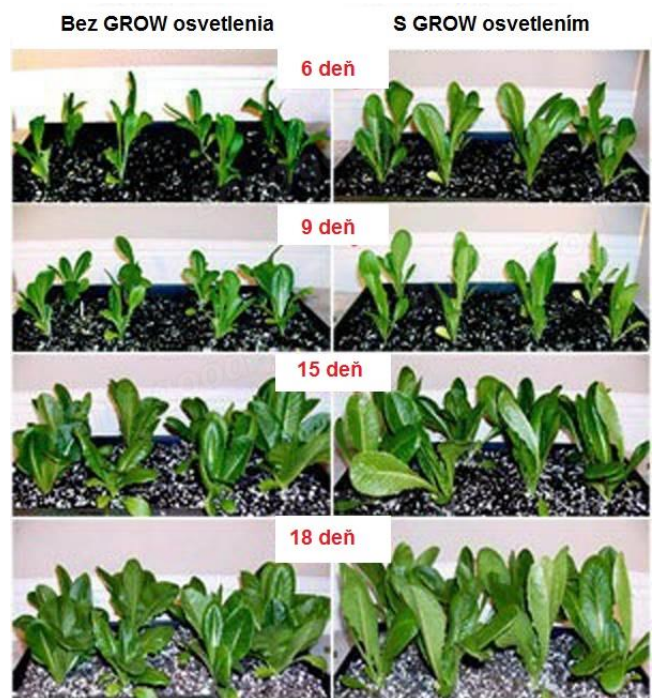 Bez GROW osvetlenia
S GROW osvetlením
6 deň
9 deň
15 deň
18 deň